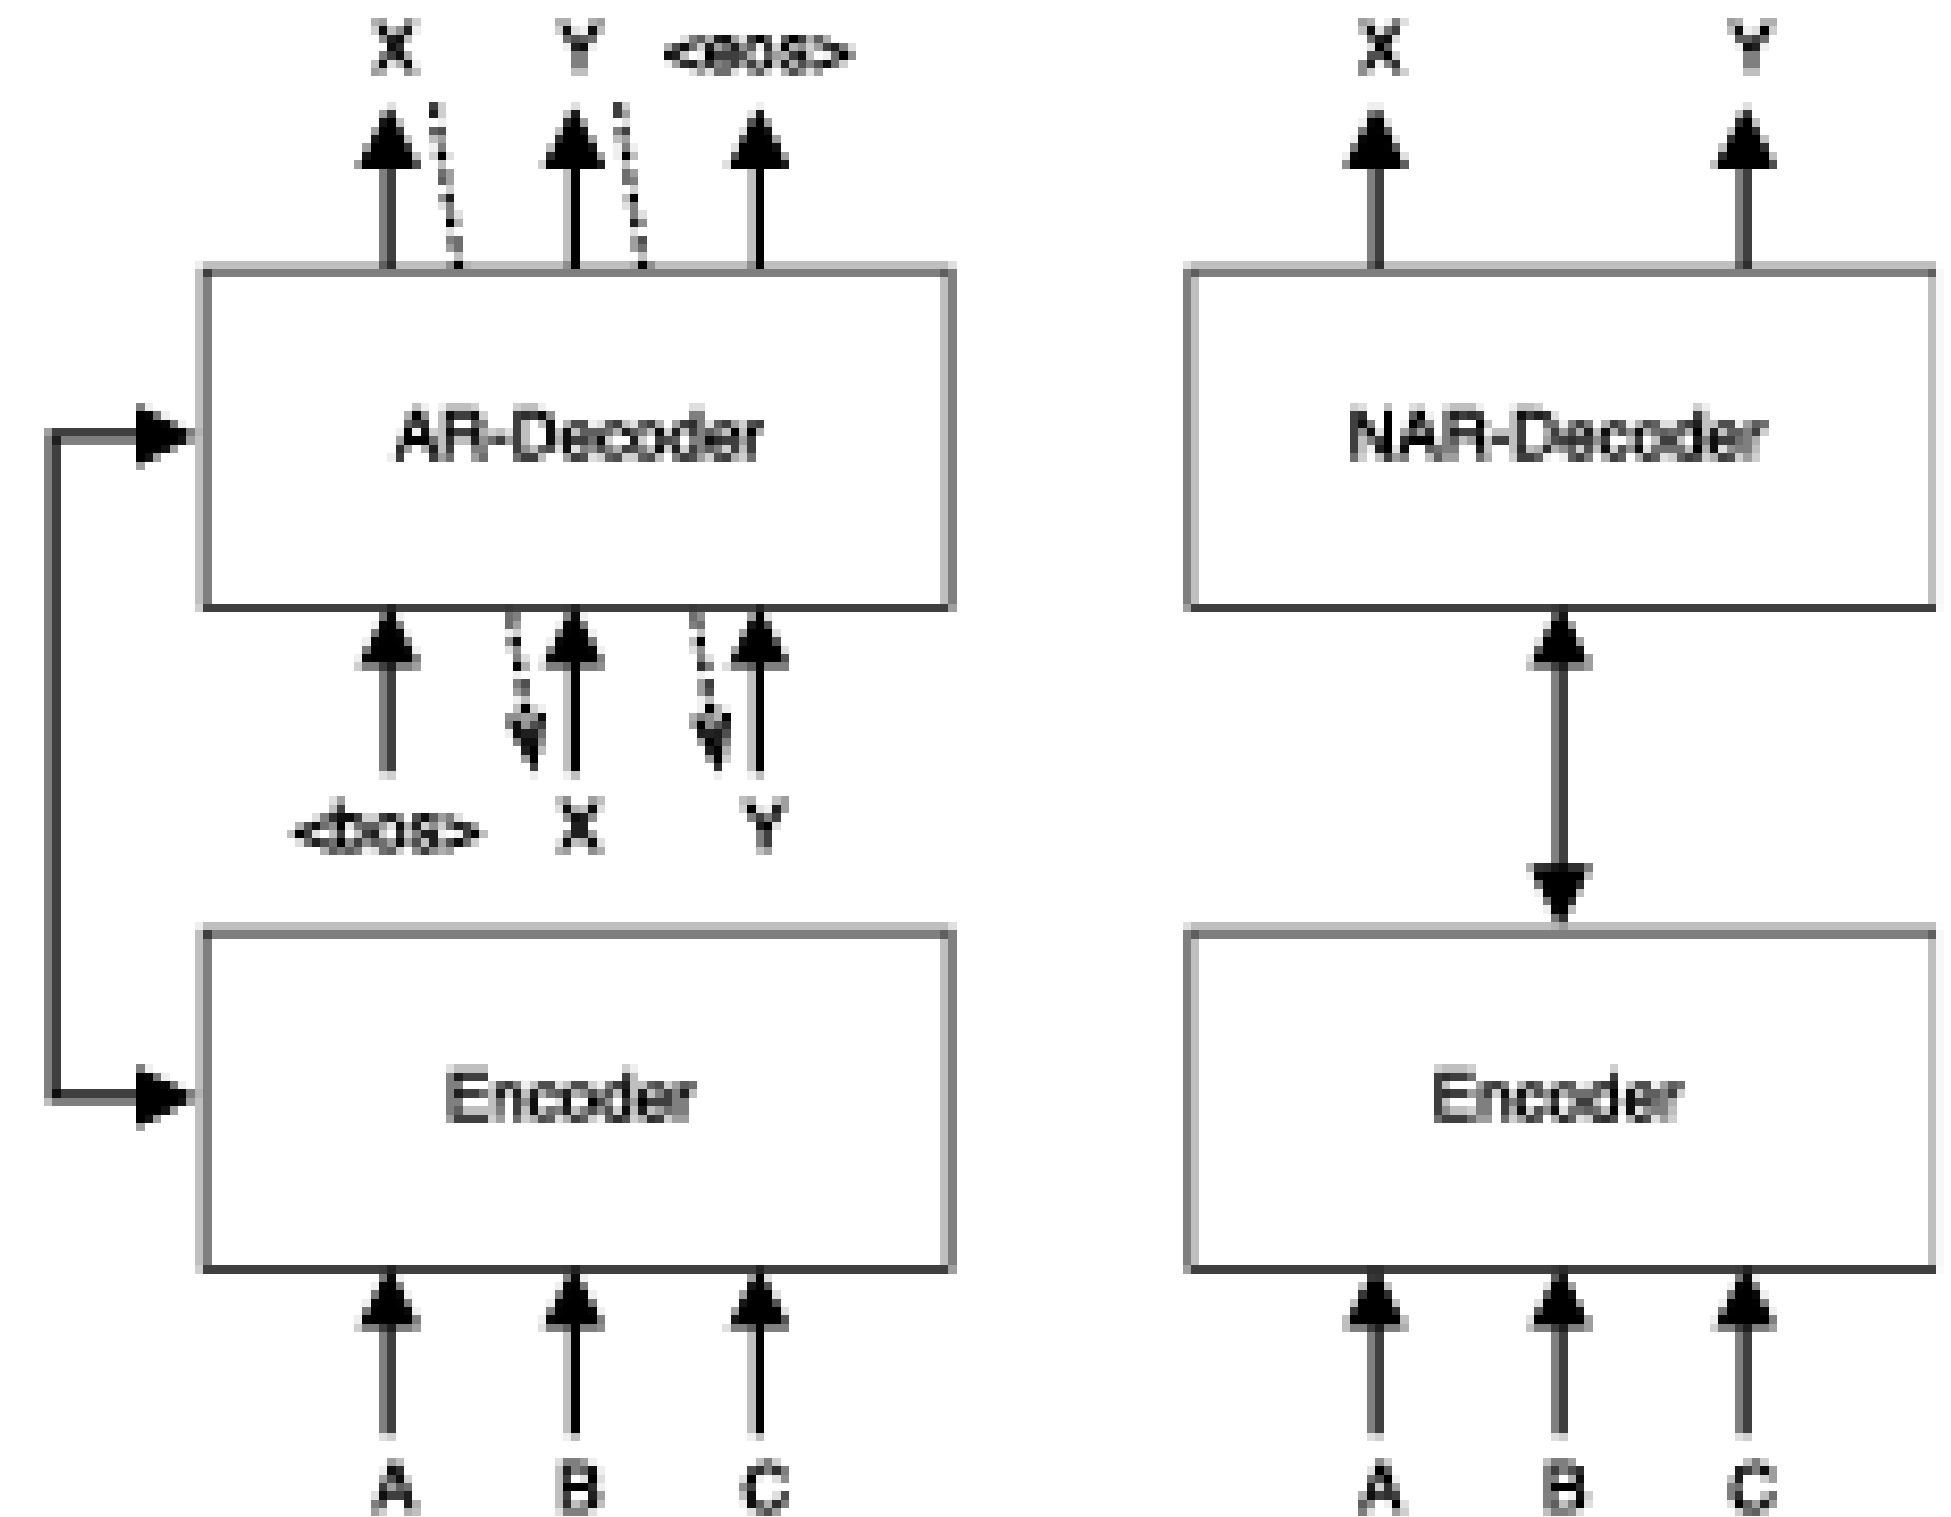 X Y <eos> X Y
AR-Decoder NAR-Decoder
<bos> X Y
Encoder Encoder
A B C A B C